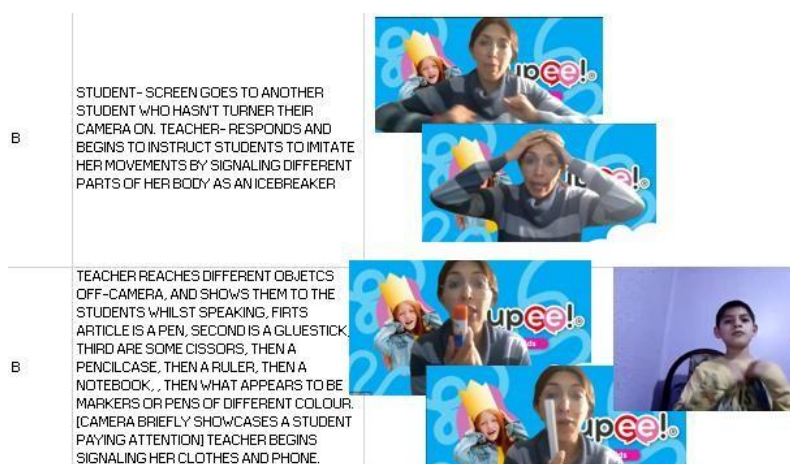 B
STUDENT- SCREEN GOES TO ANOTHER
STUDENT WHO HASN'T TURNER THEIR
CAMERA ON. TEACHER- RESPONDS AND
BEGINS TO INSTRUCT STUDENTS TO IMITATE
HER MOVEMENTS BY SIGNALING DIFFERENT
PARTS OF HER BODY AS AN ICEBREAKER
upee!®
upee!®
B
TEACHER REACHES DIFFERENT OBJETCS
OFF-CAMERA, AND SHOWS THEM TO THE
STUDENTS WHILST SPEAKING, FIRTS
ARTICLE IS A PEN, SECOND IS A GLUESTICK,
THIRD ARE SOME CISSORS, THEN A
PENCILCASE, THEN A RULER, THEN A
NOTEBOOK, , THEN WHAT APPEARS TO BE
MARKERS OR PENS OF DIFFERENT COLOUR.
[CAMERA BRIEFLY SHOWCASES A STUDENT
PAYING ATTENTION] TEACHER BEGINS
SIGNALING HER CLOTHES AND PHONE.
upee!®
ds
upee!®